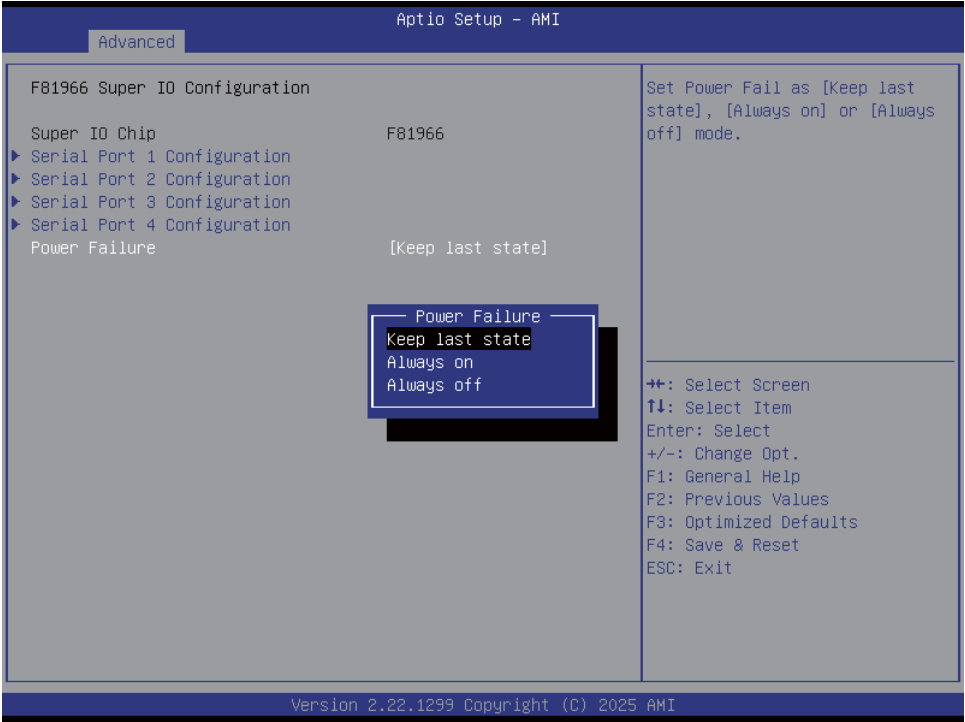 Aptio Setup – AMI
Advanced
F81966 Super IO Configuration
Super IO Chip F81966
Serial Port 1 Configuration
Serial Port 2 Configuration
Serial Port 3 Configuration
Serial Port 4 Configuration
Power Failure [Keep last state]
Power Failure
Keep last state
Always on
Always off
Set Power Fail as [Keep last
state], [Always on] or [Always
off] mode.
→←: Select Screen
↑↓: Select Item
Enter: Select
+/-: Change Opt.
F1: General Help
F2: Previous Values
F3: Optimized Defaults
F4: Save & Reset
ESC: Exit
Version 2.22.1299 Copyright (C) 2025 AMI